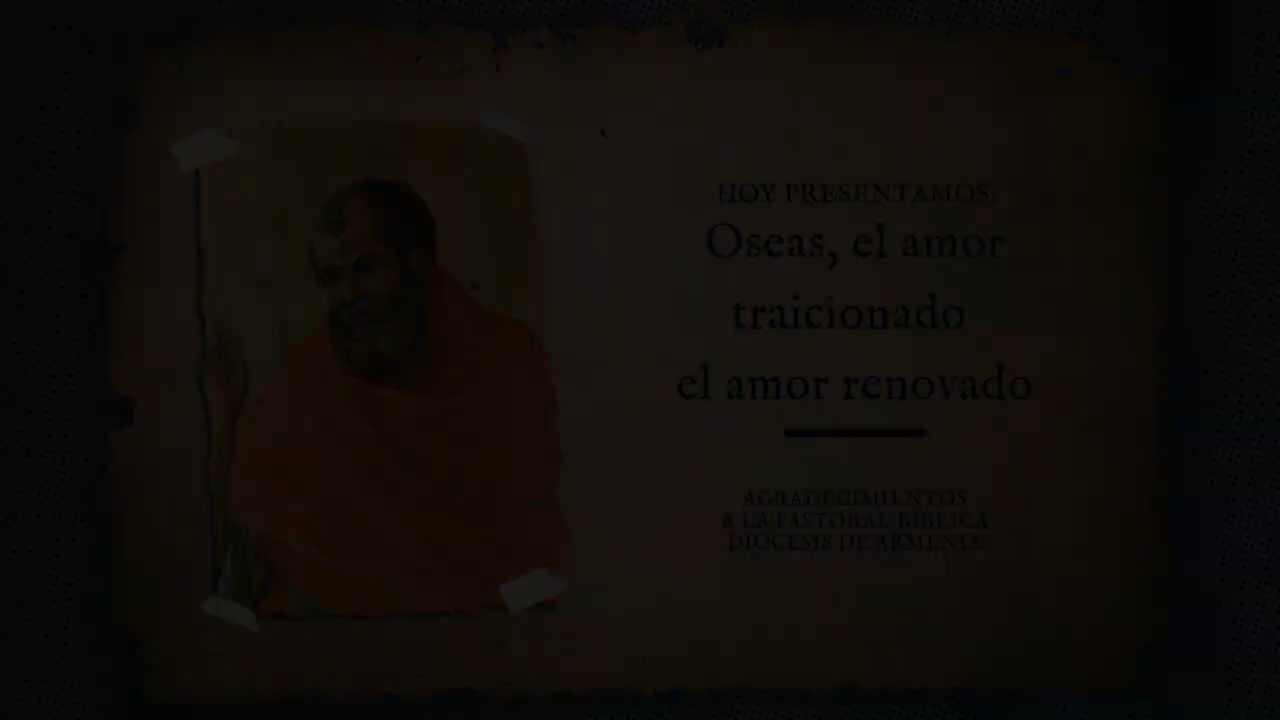 HOY PRESENTAMOS:
Oseas, el amor
traicionado
el amor renovado
AGRADECIMIENTOS
A LA PASTORAL BIBLICA
DIOCESIS DE ARMENIA